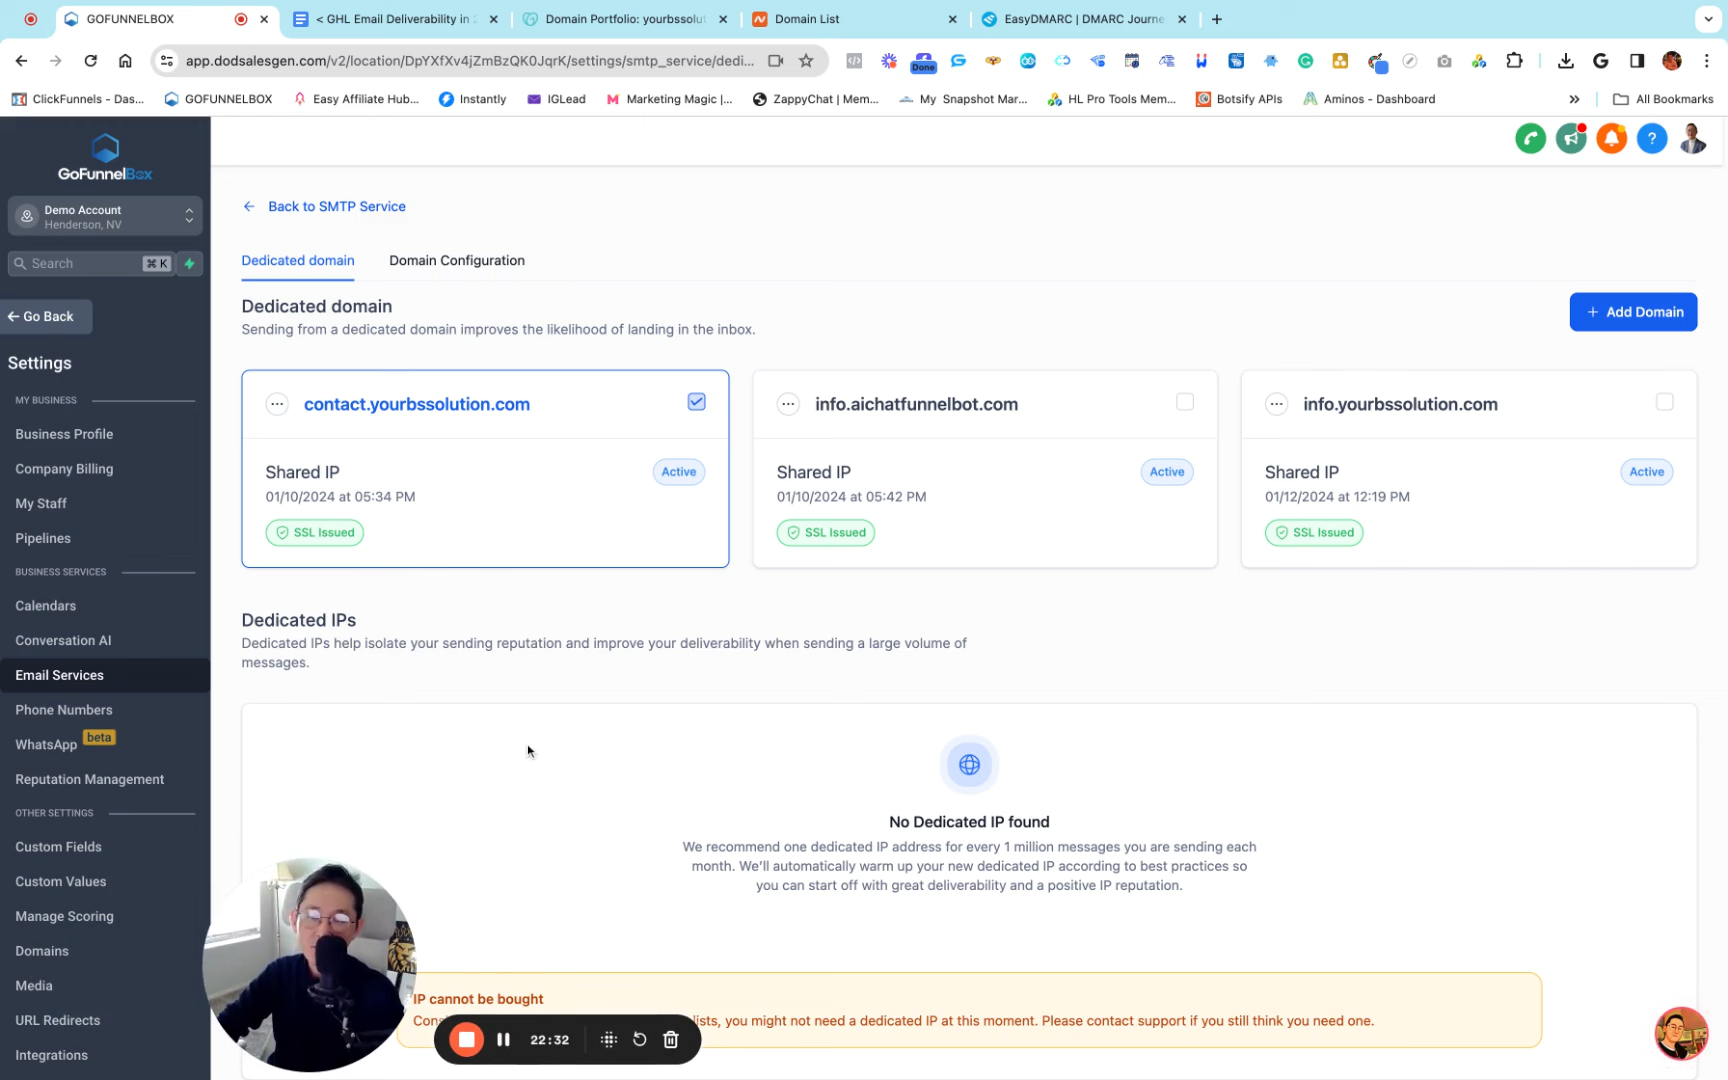 GOFUNNELBOX
< GHL Email Deliverability in 2
Domain Portfolio: yourbssolut
Domain List
EasyDMARC | DMARC Journe
app.dodsalesgen.com/v2/location/DpYXfXv4jZmBzQK0JqrK/settings/smtp_service/dedi...
Done
ClickFunnels - Das...
GOFUNNELBOX
Easy Affiliate Hub...
Instantly
IGLead
Marketing Magic |...
ZappyChat | Mem...
My Snapshot Mar...
HL Pro Tools Mem...
Botsify APIs
Aminos - Dashboard
All Bookmarks
GoFunnelBox
Demo Account
Henderson, NV
Search
⌘ K
Go Back
Settings
MY BUSINESS
Business Profile
Company Billing
My Staff
Pipelines
BUSINESS SERVICES
Calendars
Conversation AI
Email Services
Phone Numbers
WhatsApp beta
Reputation Management
OTHER SETTINGS
Custom Fields
Custom Values
Manage Scoring
Domains
Media
URL Redirects
Integrations
Back to SMTP Service
Dedicated domain
Domain Configuration
Dedicated domain
Sending from a dedicated domain improves the likelihood of landing in the inbox.
+ Add Domain
contact.yourbssolution.com
Shared IP
Active
01/10/2024 at 05:34 PM
SSL Issued
info.aichatfunnelbot.com
Shared IP
Active
01/10/2024 at 05:42 PM
SSL Issued
info.yourbssolution.com
Shared IP
Active
01/12/2024 at 12:19 PM
SSL Issued
Dedicated IPs
Dedicated IPs help isolate your sending reputation and improve your deliverability when sending a large volume of
messages.
No Dedicated IP found
We recommend one dedicated IP address for every 1 million messages you are sending each
month. We'll automatically warm up your new dedicated IP according to best practices so
you can start off with great deliverability and a positive IP reputation.
IP cannot be bought
lists, you might not need a dedicated IP at this moment. Please contact support if you still think you need one.
22:32